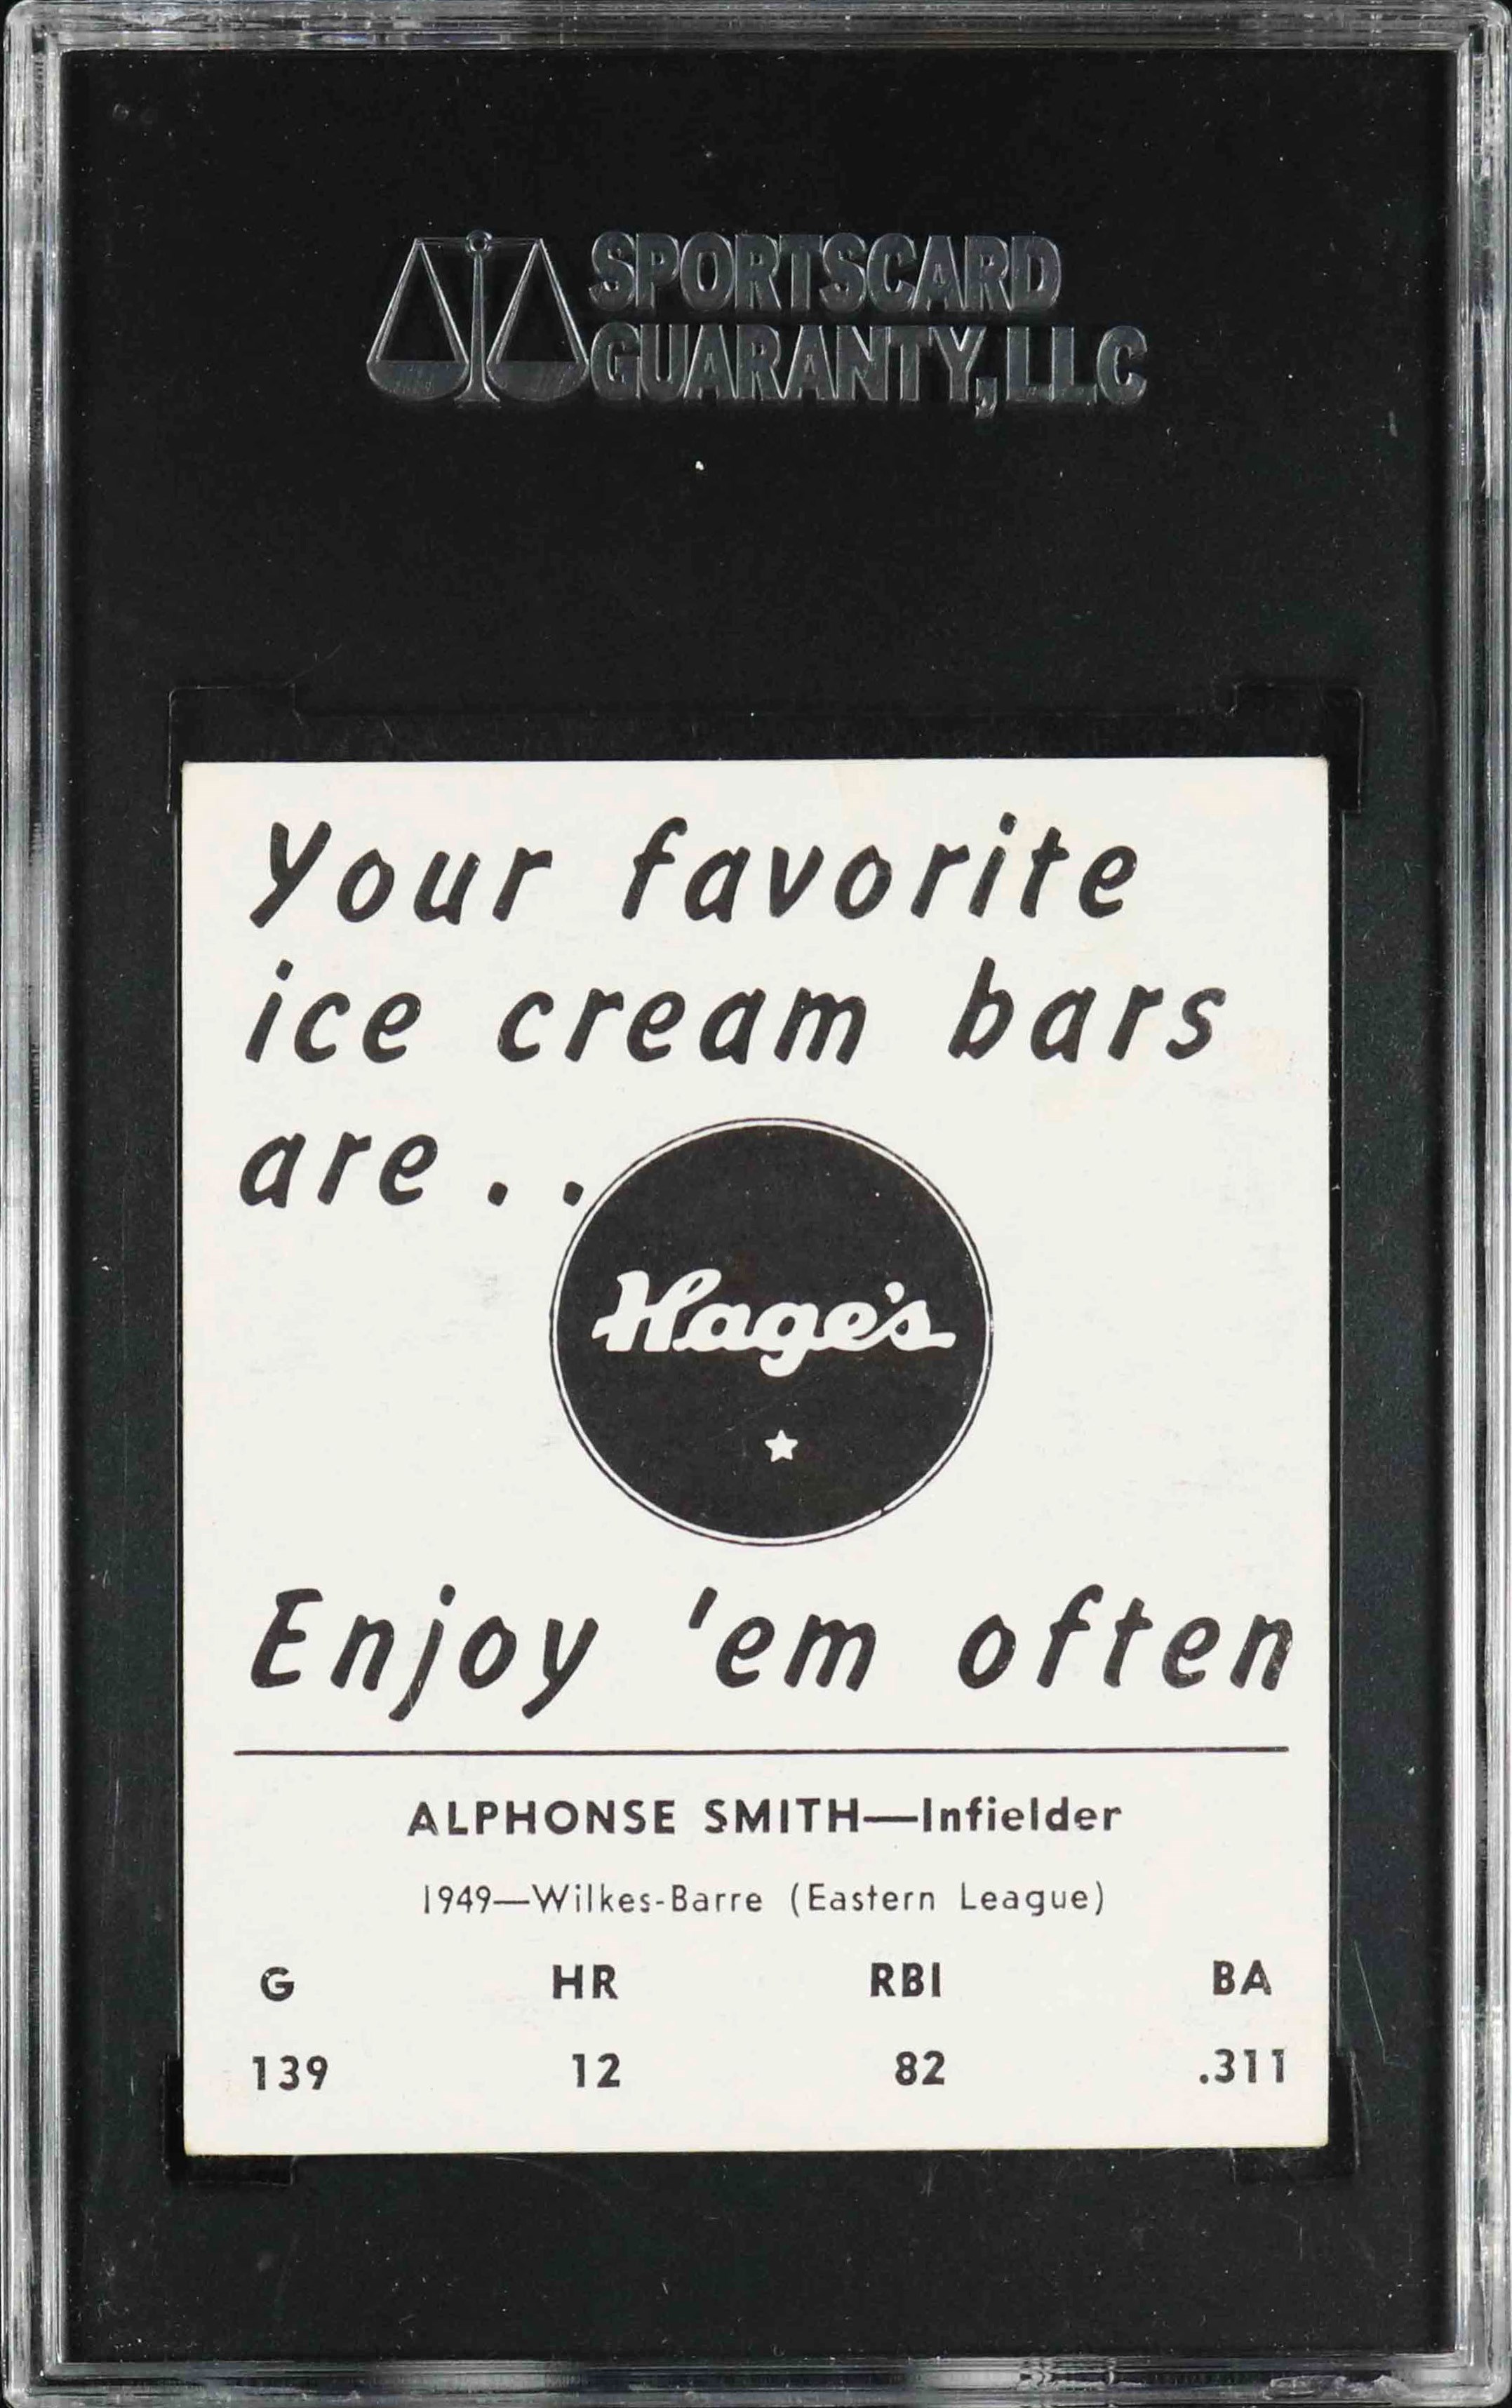 SPORTSCARD
GUARANTY, LLC
Your favorite
ice cream bars
are . .
Hage's
Enjoy 'em often
ALPHONSE SMITH—Infielder
1949—Wilkes-Barre (Eastern League)
G HR RBI BA
139 12 82 .311